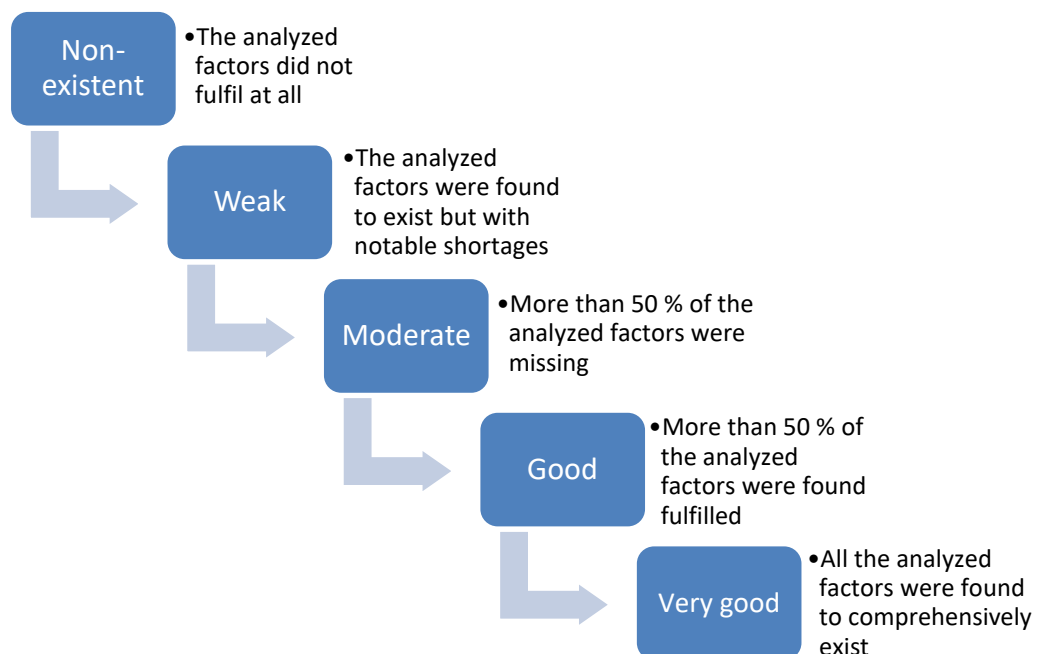 Non-
existent
•The analyzed
factors did not
fulfil at all
Weak
•The analyzed
factors were found
to exist but with
notable shortages
Moderate
•More than 50 % of the
analyzed factors were
missing
Good
•More than 50 % of
the analyzed
factors were found
fulfilled
Very good
•All the analyzed
factors were found
to comprehensively
exist